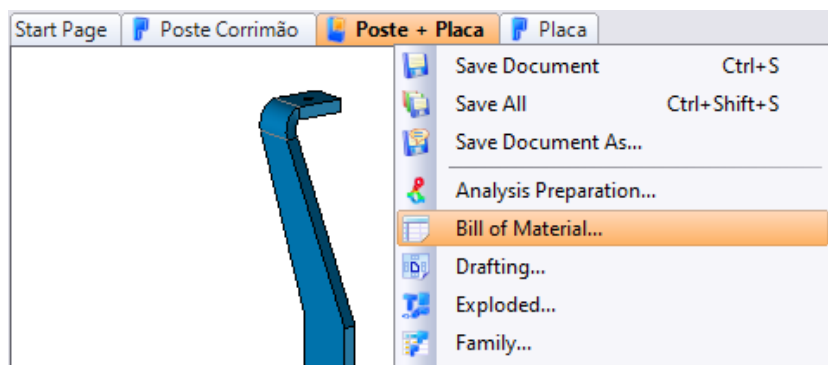 Start Page Poste Corrimão Poste + Placa Placa
Save Document Ctrl+S
Save All Ctrl+Shift+S
Save Document As...
Analysis Preparation...
Bill of Material...
Drafting...
Exploded...
Family...